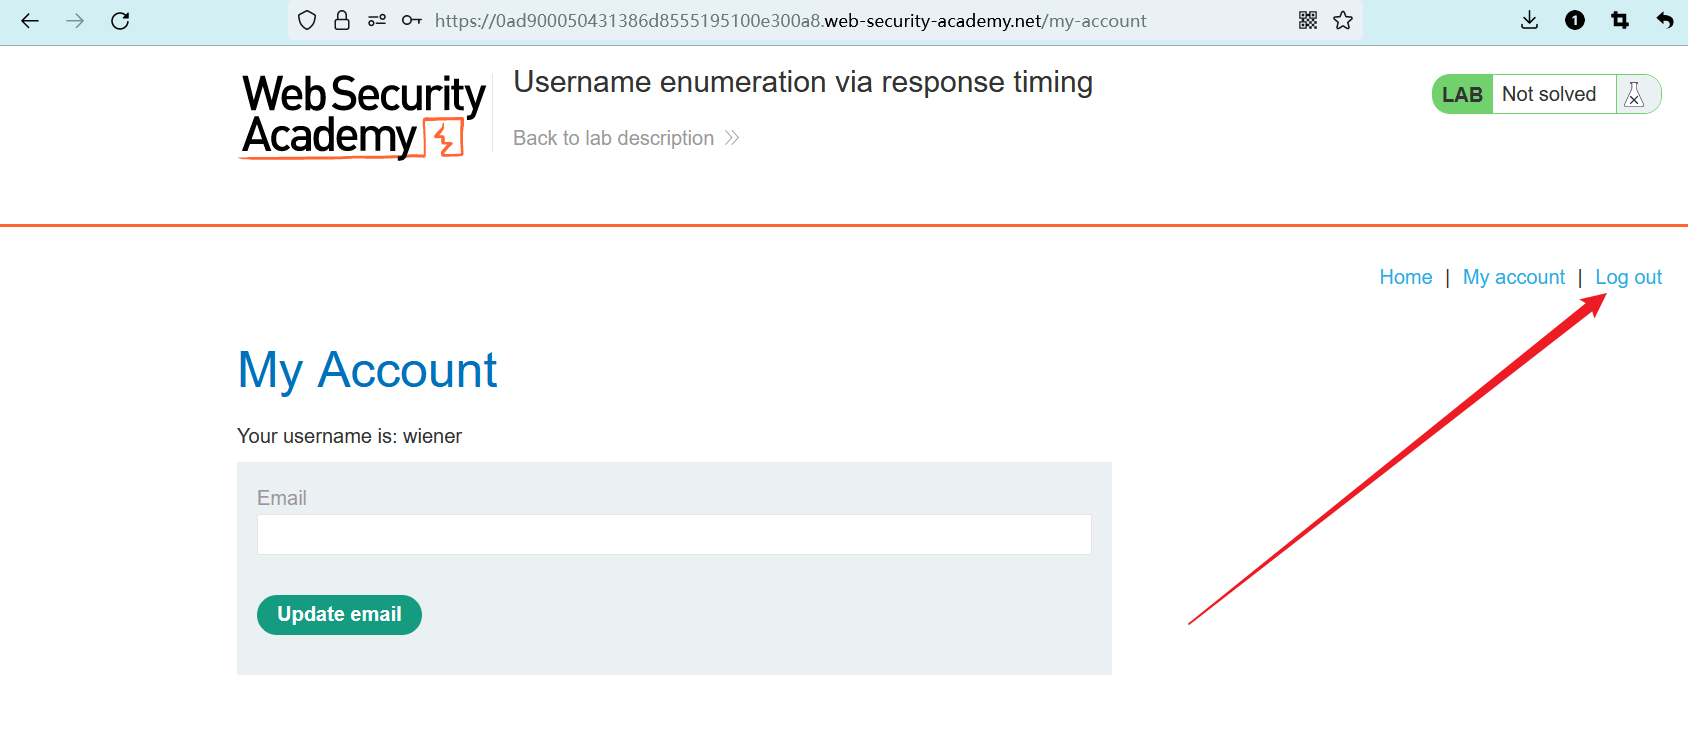 https://0ad900050431386d8555195100e300a8.web-security-academy.net/my-account
1
Web Security
Academy
Username enumeration via response timing
Back to lab description
LAB Not solved
Home | My account | Log out
My Account
Your username is: wiener
Email
Update email